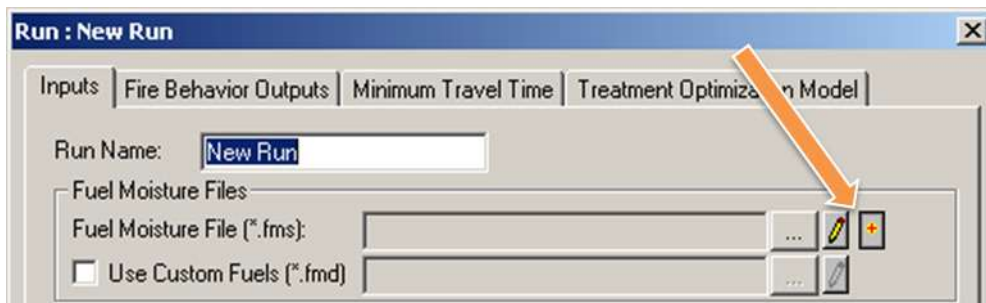 Run : New Run
Inputs Fire Behavior Outputs Minimum Travel Time Treatment Optimization Model
Run Name: New Run
Fuel Moisture Files
Fuel Moisture File (*.fms): ...
Use Custom Fuels (*.fmd) ...